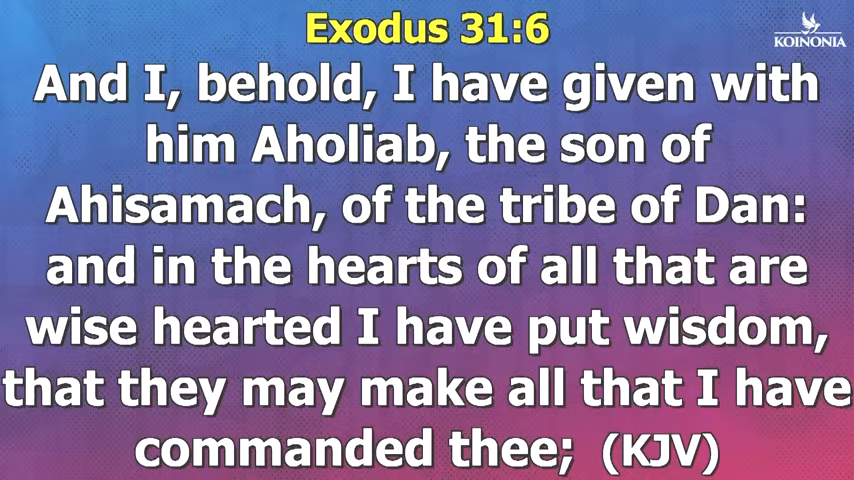 Exodus 31:6
KOINONIA
And I, behold, I have given with
him Aholiab, the son of
Ahisamach, of the tribe of Dan:
and in the hearts of all that are
wise hearted I have put wisdom,
that they may make all that I have
commanded thee; (KJV)